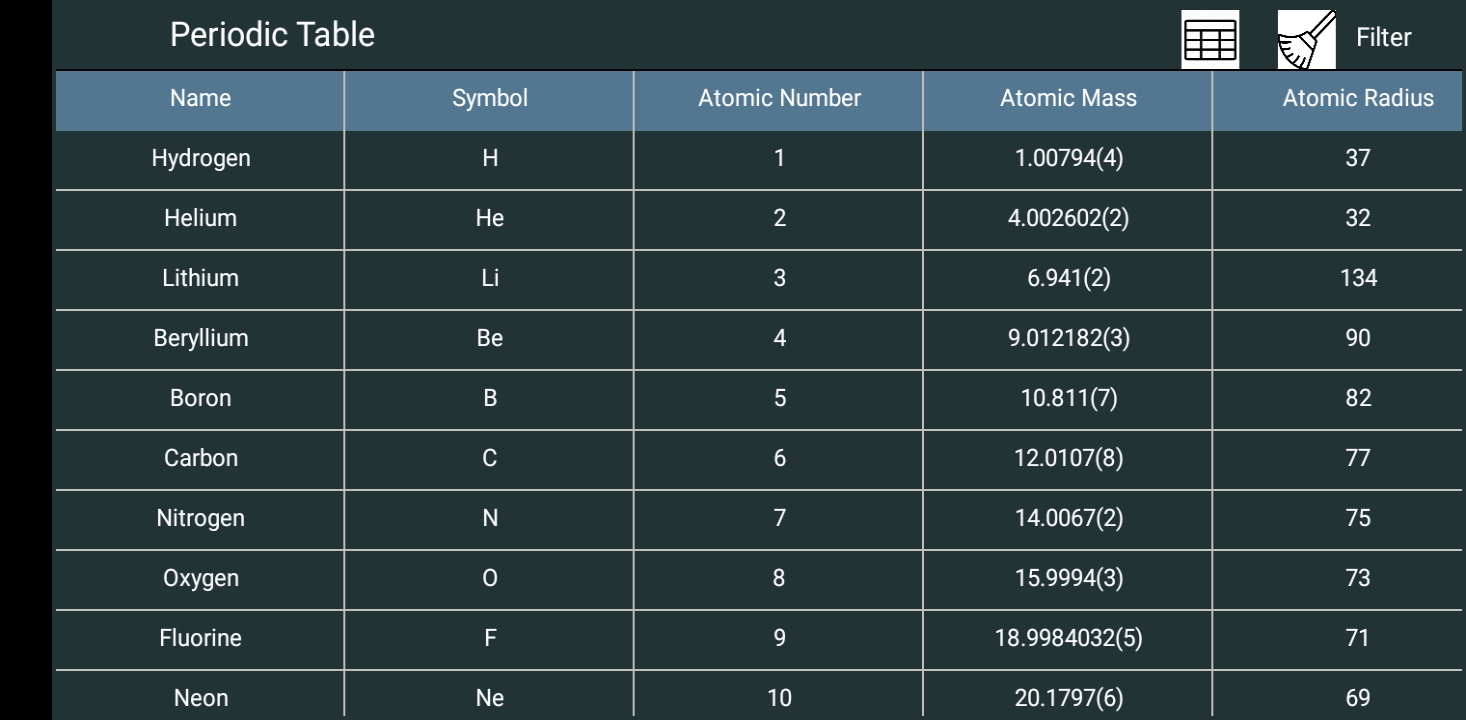 Periodic Table Filter
Name Symbol Atomic Number Atomic Mass Atomic Radius
Hydrogen H 1 1.00794(4) 37
Helium He 2 4.002602(2) 32
Lithium Li 3 6.941(2) 134
Beryllium Be 4 9.012182(3) 90
Boron B 5 10.811(7) 82
Carbon C 6 12.0107(8) 77
Nitrogen N 7 14.0067(2) 75
Oxygen O 8 15.9994(3) 73
Fluorine F 9 18.9984032(5) 71
Neon Ne 10 20.1797(6) 69